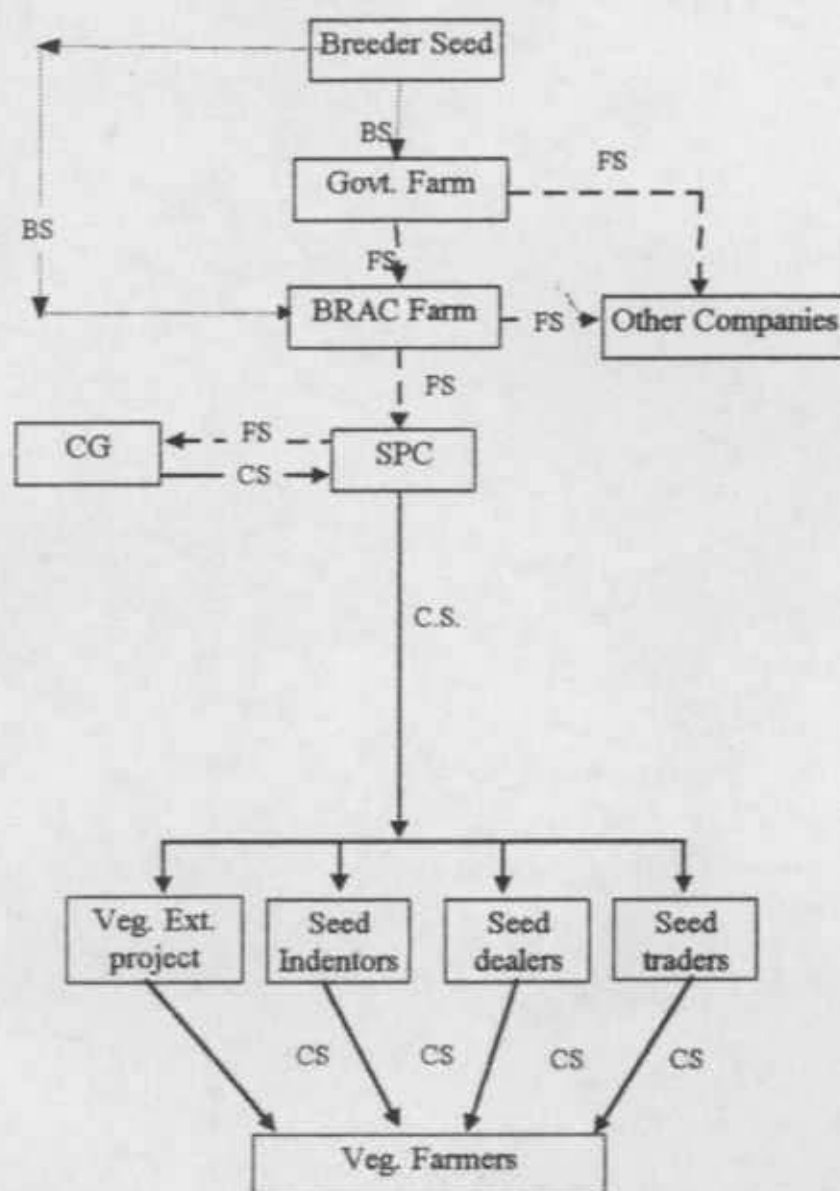 Breeder Seed
BS
Govt. Farm
FS
BS
FS
BRAC Farm
FS
Other Companies
FS
CG
FS
CS
SPC
C.S.
Veg. Ext.
project
Seed
Indentors
Seed
dealers
Seed
traders
CS
CS
CS
CS
Veg. Farmers